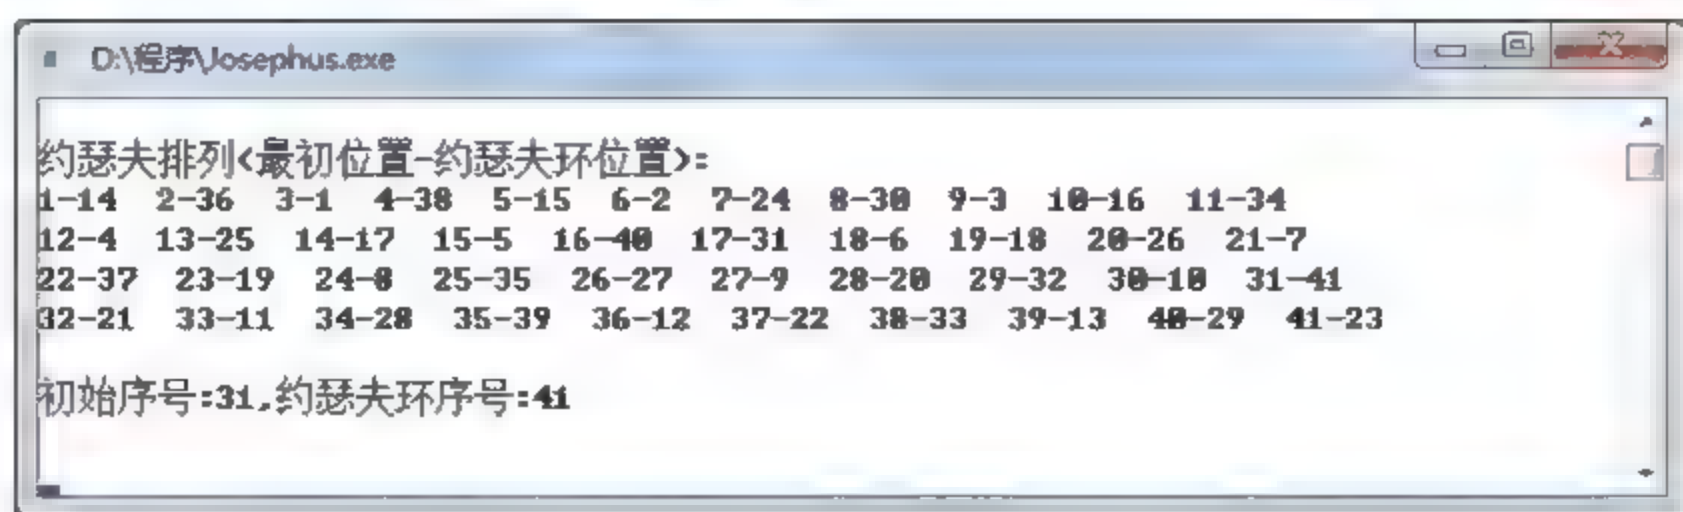 D:\程序\Josephus.exe
约瑟夫排列<最初位置-约瑟夫环位置>:
1-14 2-36 3-1 4-38 5-15 6-2 7-24 8-30 9-3 10-16 11-34
12-4 13-25 14-17 15-5 16-40 17-31 18-6 19-18 20-26 21-7
22-37 23-19 24-8 25-35 26-27 27-9 28-20 29-32 30-10 31-41
32-21 33-11 34-28 35-39 36-12 37-22 38-33 39-13 40-29 41-23
初始序号:31,约瑟夫环序号:41